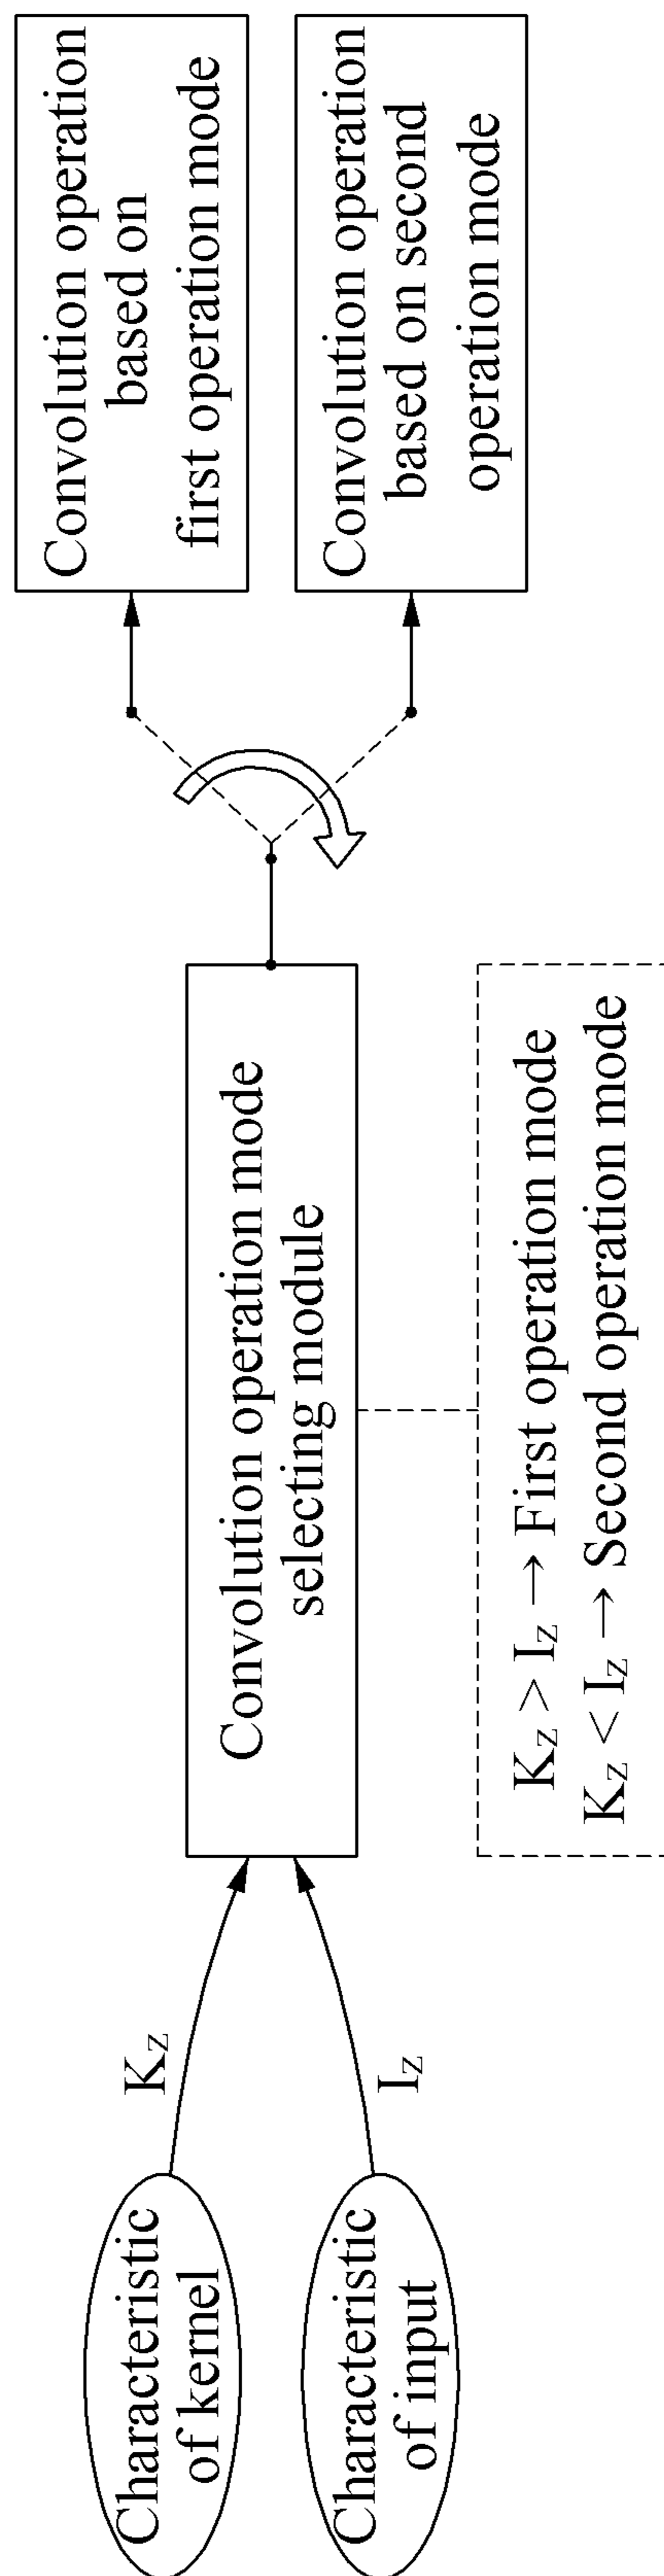 Characteristic
of kernel
Characteristic
of input
K_Z
I_Z
Convolution operation mode
selecting module
K_Z > I_Z → First operation mode
K_Z < I_Z → Second operation mode
Convolution operation
based on
first operation mode
Convolution operation
based on second
operation mode